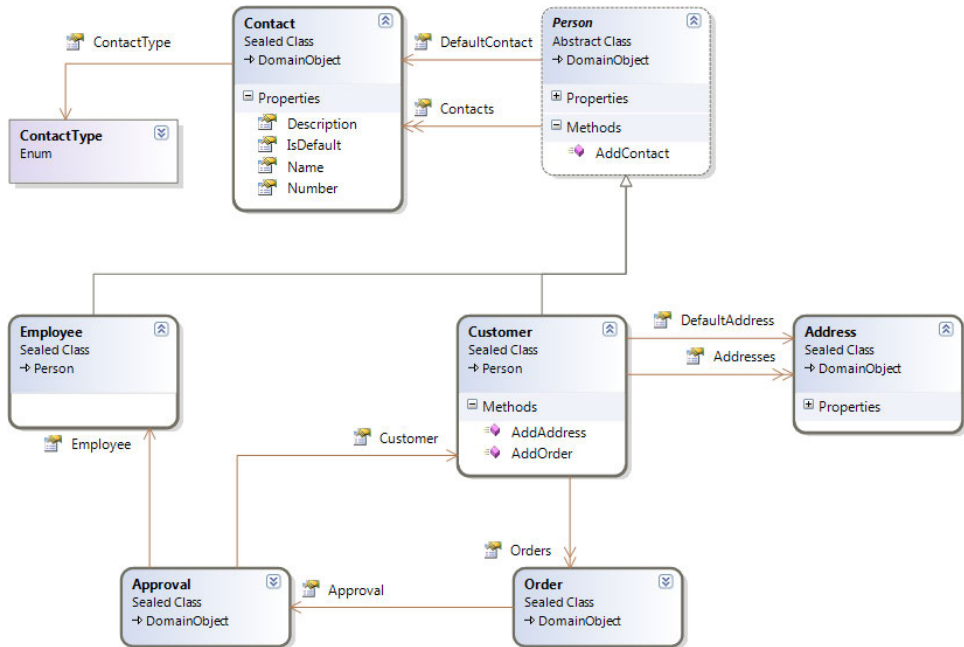 Contact
Sealed Class
DomainObject
Properties
Description
IsDefault
Name
Number
ContactType
DefaultContact
Contacts
Person
Abstract Class
DomainObject
Properties
Methods
AddContact
ContactType
Enum
Employee
Sealed Class
Person
Customer
Sealed Class
Person
Methods
AddAddress
AddOrder
DefaultAddress
Addresses
Address
Sealed Class
DomainObject
Properties
Employee
Customer
Orders
Approval
Sealed Class
DomainObject
Approval
Order
Sealed Class
DomainObject